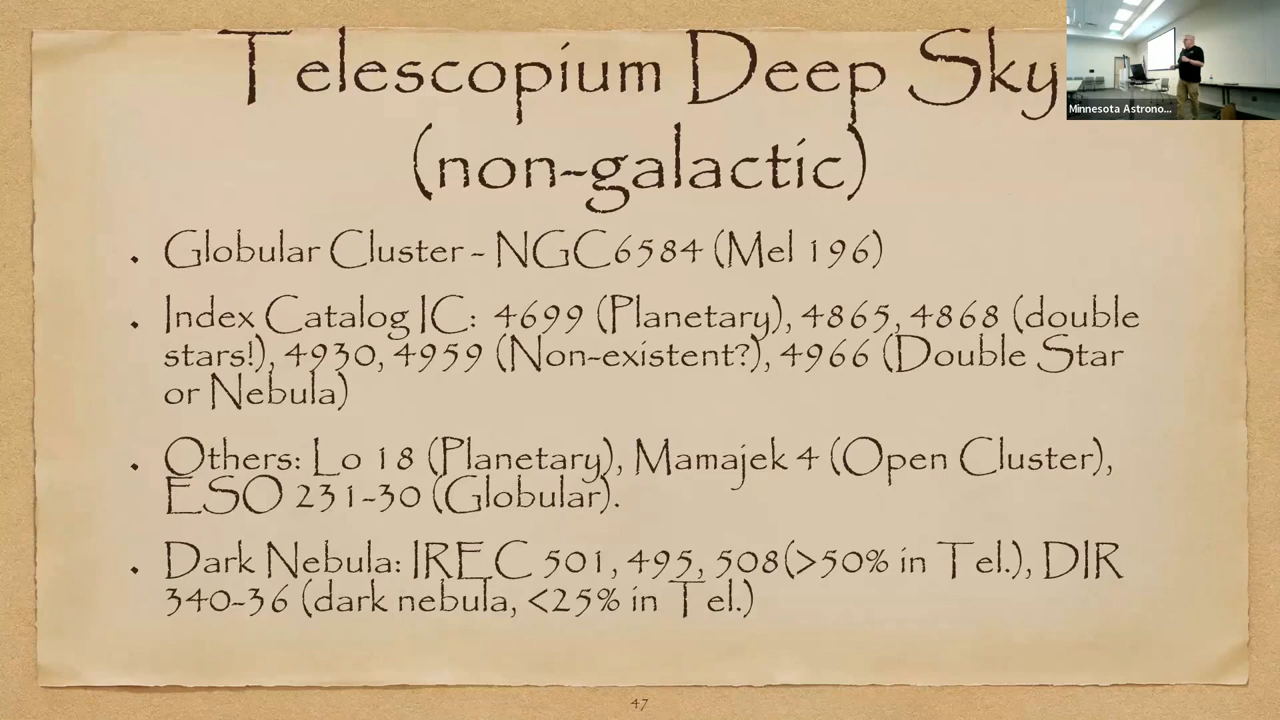 Telescopium Deep Sky
(non-galactic)
Minnesota Astrono...
• Globular Cluster - NGC6584 (Mel 196)
• Index Catalog IC: 4699 (Planetary), 4865, 4868 (double
stars!), 4930, 4959 (Non-existent?), 4966 (Double Star
or Nebula)
• Others: Lo 18 (Planetary), Mamajek 4 (Open Cluster),
ESO 231-30 (Globular).
• Dark Nebula: IREC 501, 495, 508(>50% in Tel.), DIR
340-36 (dark nebula, <25% in Tel.)
47